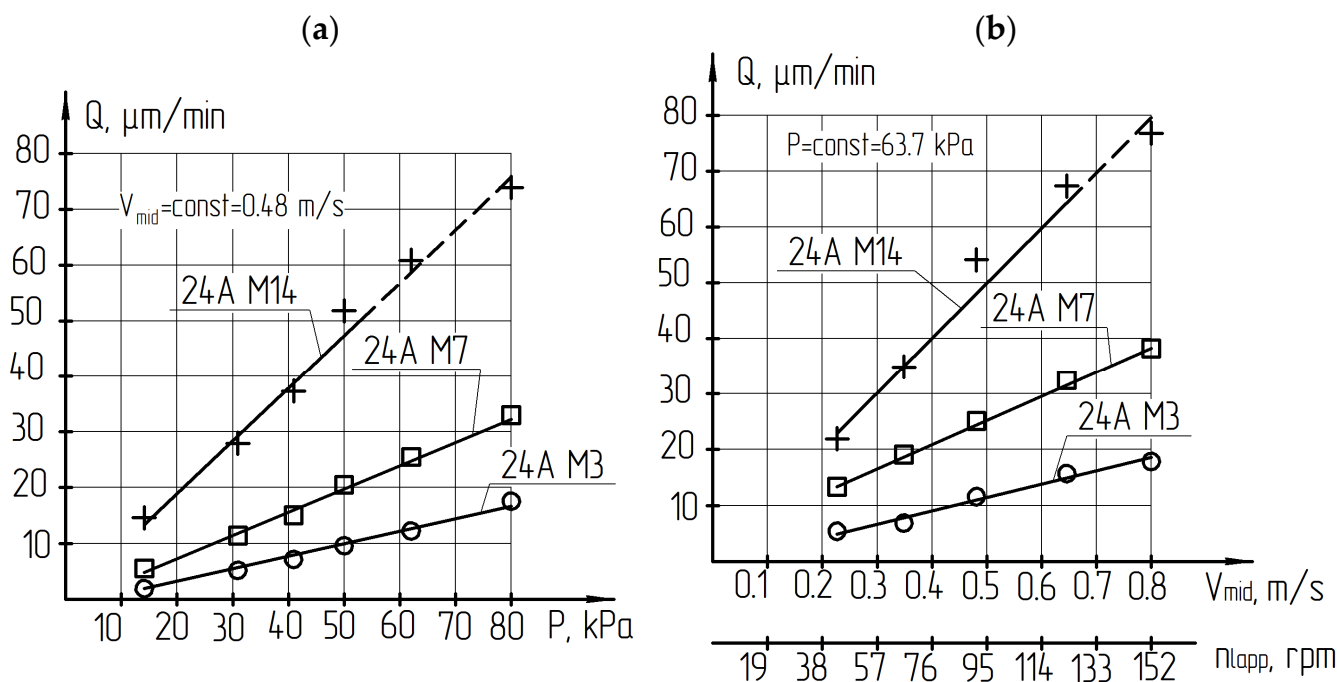 (a)
Q, µm/min
80
70
60
50
40
30
20
10
V_mid=const=0.48 m/s
24A M14
24A M7
24A M3
10 20 30 40 50 60 70 80 P, kPa
(b)
Q, µm/min
80
70
60
50
40
30
20
10
P=const=63.7 kPa
24A M14
24A M7
24A M3
0.1 0.2 0.3 0.4 0.5 0.6 0.7 0.8 V_mid, m/s
19 38 57 76 95 114 133 152 n_lapp, rpm